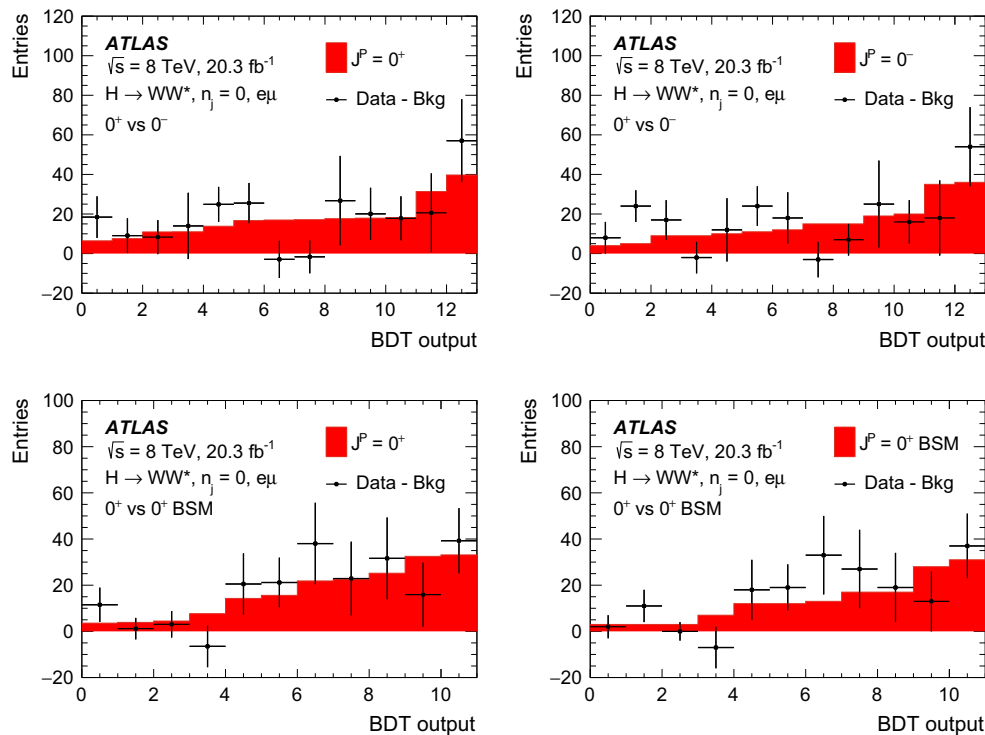 Entries
120
100
80
60
40
20
0
−20
ATLAS
√s = 8 TeV, 20.3 fb⁻¹
H → WW*, nⱼ = 0, eμ
0⁺ vs 0⁻
Jᴾ = 0⁺
Data - Bkg
0 2 4 6 8 10 12
BDT output
Entries
120
100
80
60
40
20
0
−20
ATLAS
√s = 8 TeV, 20.3 fb⁻¹
H → WW*, nⱼ = 0, eμ
0⁺ vs 0⁻
Jᴾ = 0⁻
Data - Bkg
0 2 4 6 8 10 12
BDT output
Entries
100
80
60
40
20
0
−20
ATLAS
√s = 8 TeV, 20.3 fb⁻¹
H → WW*, nⱼ = 0, eμ
0⁺ vs 0⁺ BSM
Jᴾ = 0⁺
Data - Bkg
0 2 4 6 8 10
BDT output
Entries
100
80
60
40
20
0
−20
ATLAS
√s = 8 TeV, 20.3 fb⁻¹
H → WW*, nⱼ = 0, eμ
0⁺ vs 0⁺ BSM
Jᴾ = 0⁺ BSM
Data - Bkg
0 2 4 6 8 10
BDT output